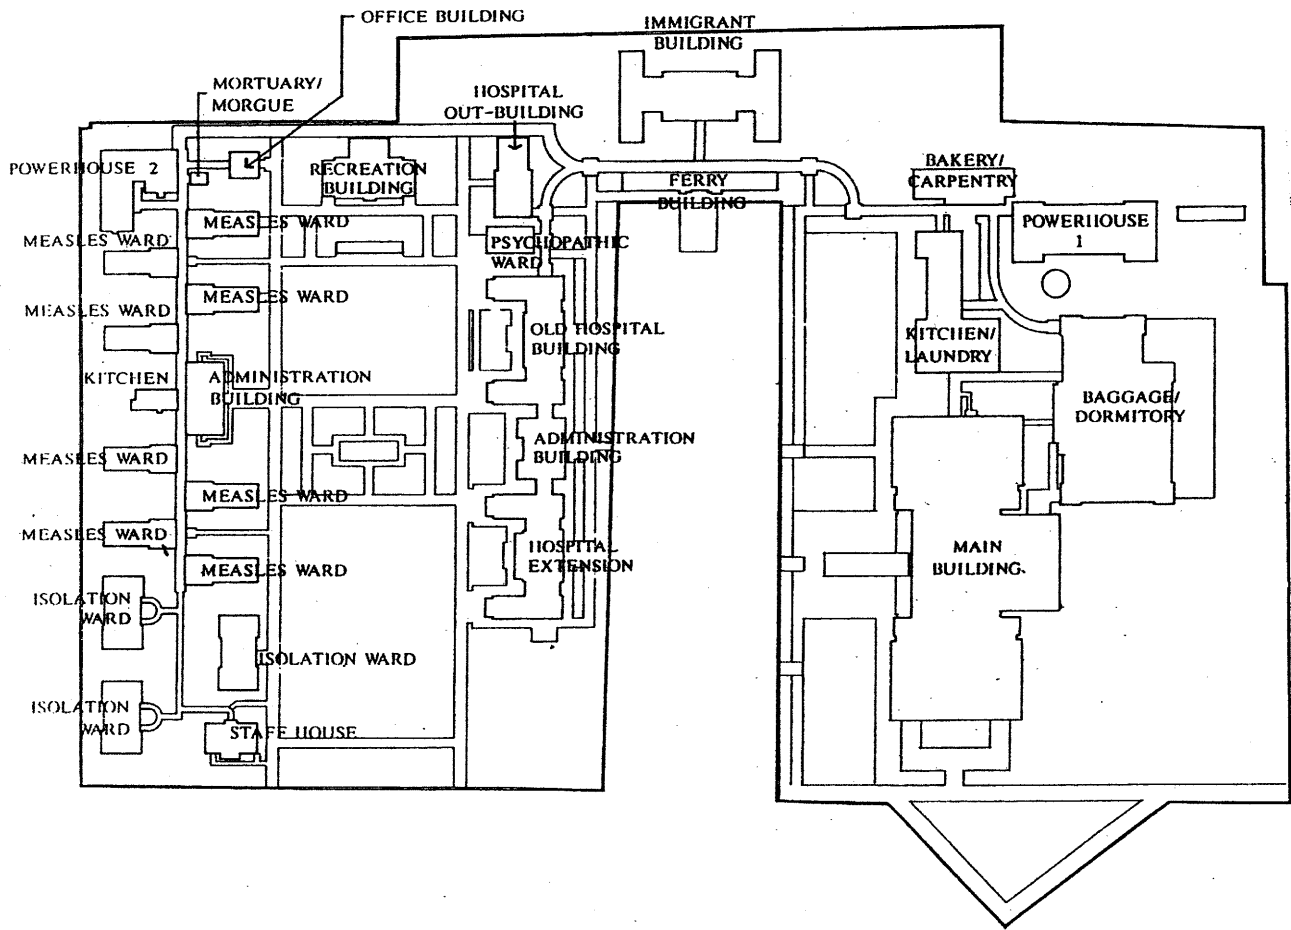 OFFICE BUILDING
IMMIGRANT
BUILDING
MORTUARY/
MORGUE
HOSPITAL
OUT-BUILDING
POWERHOUSE 2
RECREATION
BUILDING
FERRY
BUILDING
BAKERY/
CARPENTRY
POWERHOUSE
1
MEASLES WARD
MEASLES WARD
PSYCHOPATHIC
WARD
MEASLES WARD
MEASLES WARD
OLD HOSPITAL
BUILDING
KITCHEN/
LAUNDRY
KITCHEN
ADMINISTRATION
BUILDING
BAGGAGE/
DORMITORY
ADMINISTRATION
BUILDING
MEASLES WARD
MEASLES WARD
MEASLES WARD
HOSPITAL
EXTENSION
MAIN
BUILDING
MEASLES WARD
ISOLATION
WARD
ISOLATION WARD
ISOLATION
WARD
STAFF HOUSE